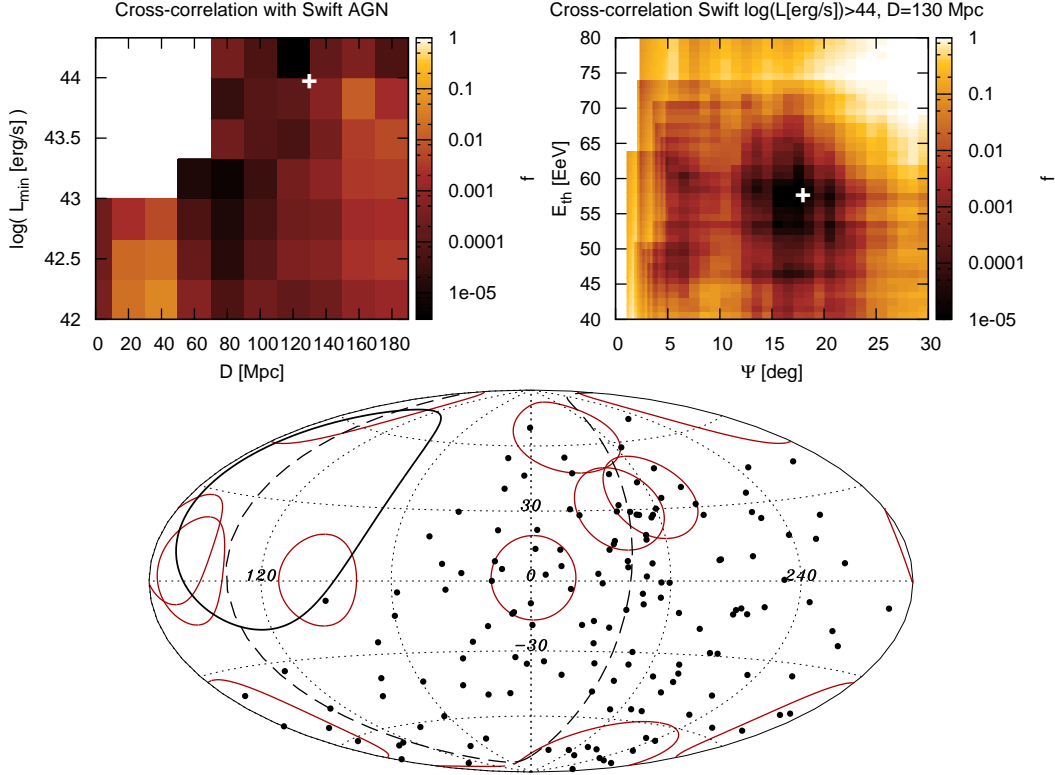 Cross-correlation with Swift AGN
44
43.5
43
42.5
42
log( L_min [erg/s] )
0 20 40 60 80 100 120 140 160 180
D [Mpc]
1
0.1
0.01
0.001
0.0001
1e-05
f
Cross-correlation Swift log(L[erg/s])>44, D=130 Mpc
80
75
70
65
60
55
50
45
40
E_th [EeV]
0 5 10 15 20 25 30
Ψ [deg]
1
0.1
0.01
0.001
0.0001
1e-05
f
30
120 0 240
−30